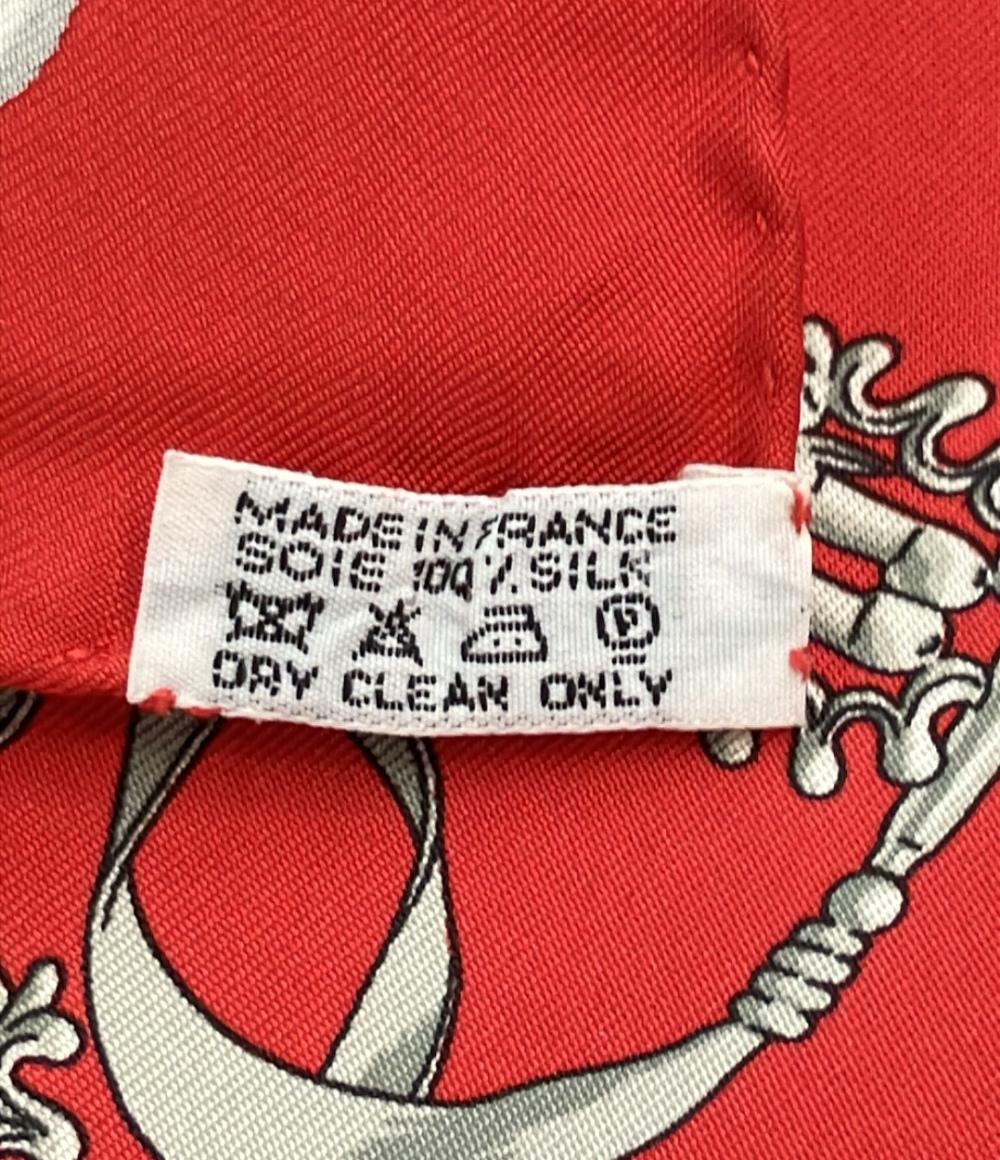 MADE IN FRANCE
SOIE 100 % SILK
P
DRY CLEAN ONLY